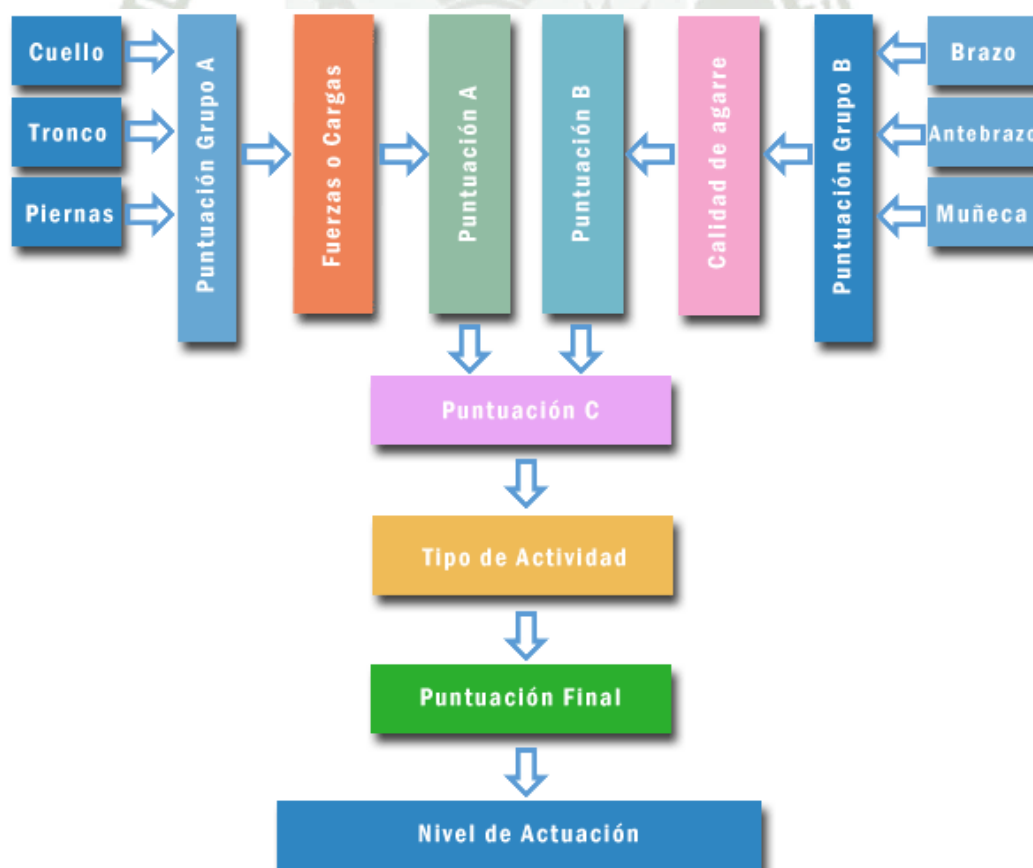 Cuello
Tronco
Piernas
Puntuación Grupo A
Fuerzas o Cargas
Puntuación A
Puntuación B
Calidad de agarre
Puntuación Grupo B
Brazo
Antebrazo
Muñeca
Puntuación C
Tipo de Actividad
Puntuación Final
Nivel de Actuación